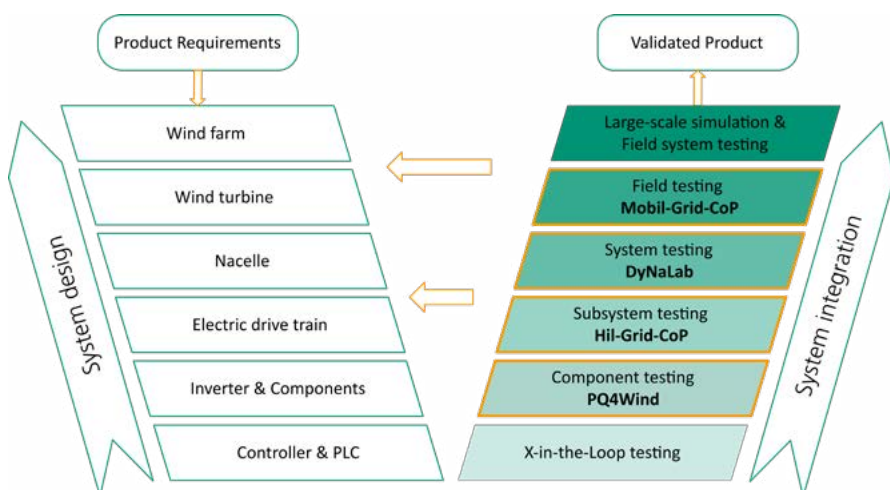 Product Requirements
Validated Product
Wind farm
Large-scale simulation &
Field system testing
Wind turbine
Field testing
Mobil-Grid-CoP
Nacelle
System testing
DyNaLab
Electric drive train
Subsystem testing
Hil-Grid-CoP
Inverter & Components
Component testing
PQ4Wind
Controller & PLC
X-in-the-Loop testing
System design
System integration